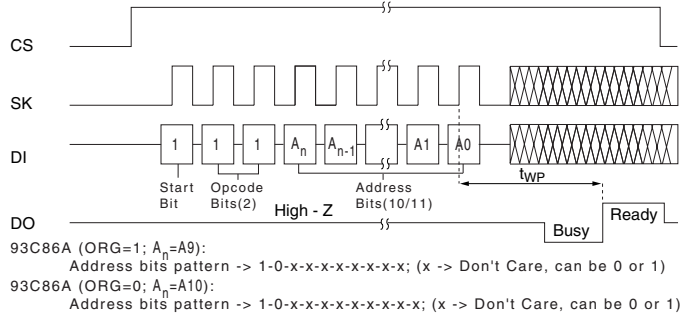 CS
SK
DI
1 1 1 An An-1 A1 A0
Start Bit
Opcode Bits(2)
Address Bits(10/11)
tWP
High - Z
DO
Busy
Ready
93C86A (ORG=1; An=A9):
Address bits pattern -> 1-0-x-x-x-x-x-x-x-x; (x -> Don't Care, can be 0 or 1)
93C86A (ORG=0; An=A10):
Address bits pattern -> 1-0-x-x-x-x-x-x-x-x-x; (x -> Don't Care, can be 0 or 1)